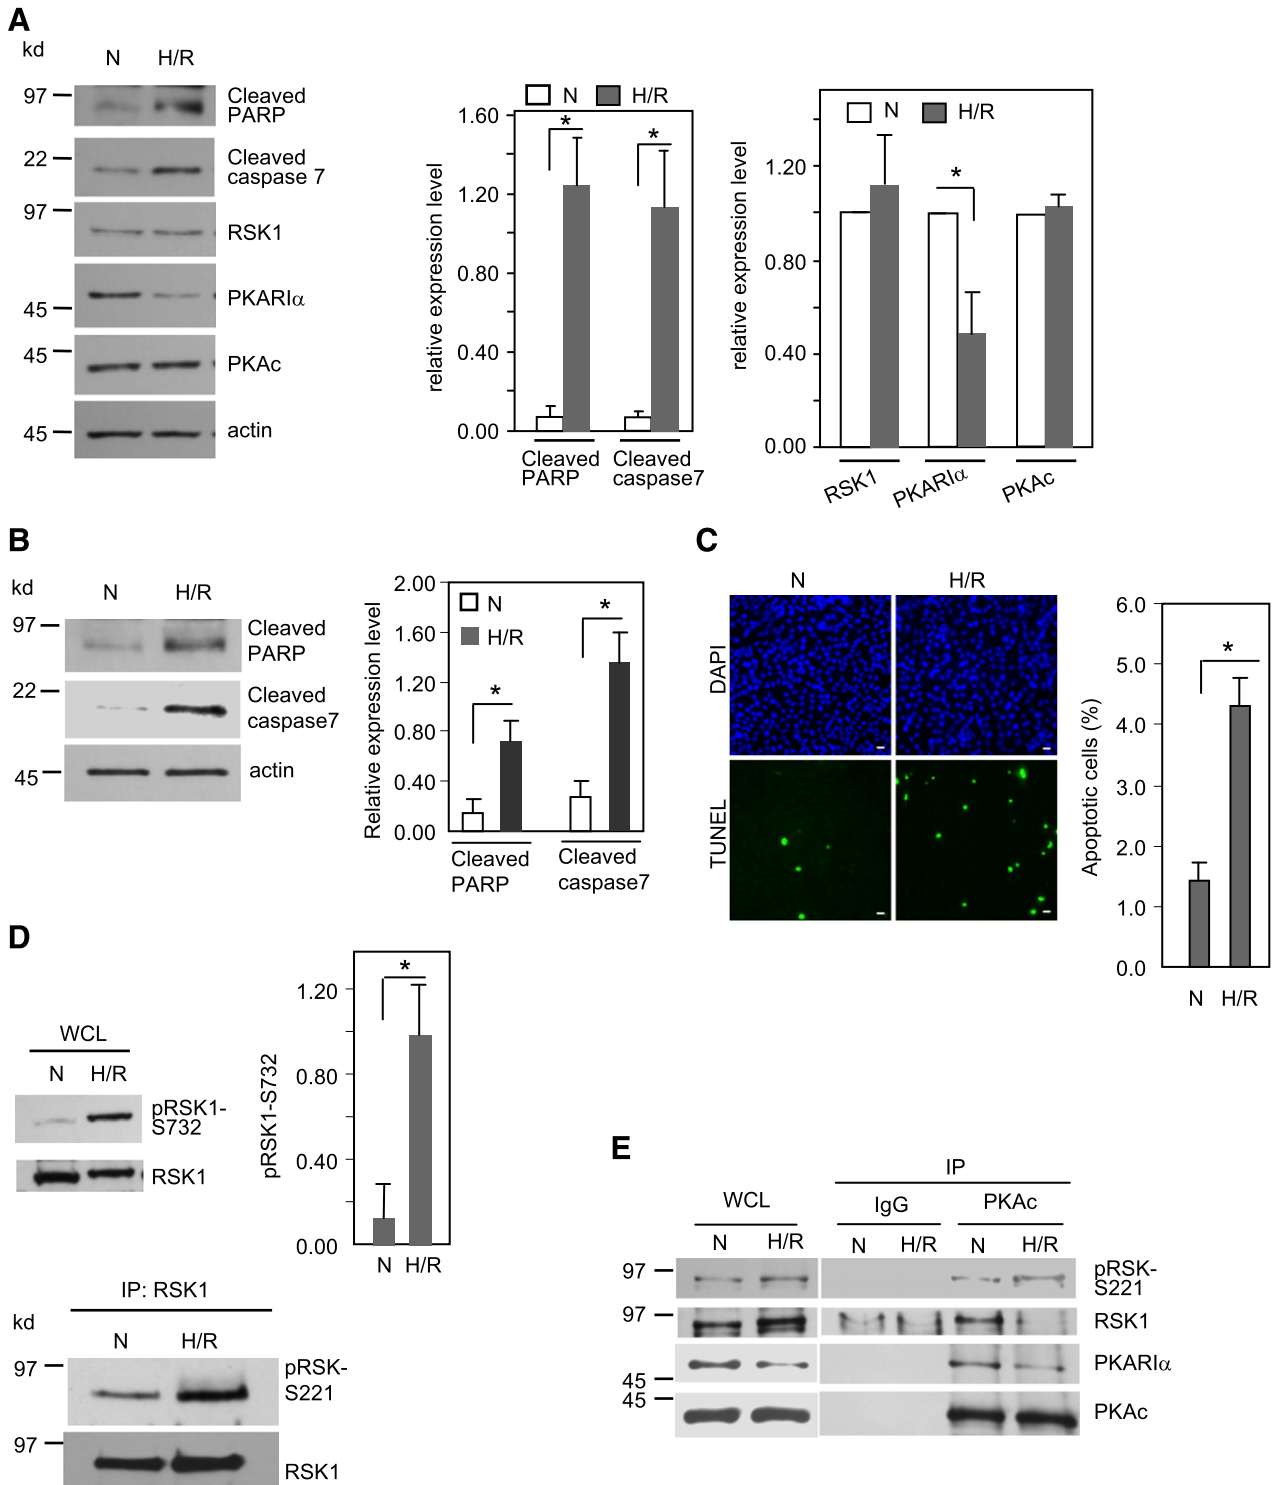 A
kd
N H/R
97
Cleaved
PARP
22
Cleaved
caspase 7
97
RSK1
PKARIα
45
45
PKAc
45
actin
N H/R
1.60
1.20
0.80
0.40
0.00
relative expression level
*
*
Cleaved
PARP
Cleaved
caspase7
N H/R
1.20
0.80
0.40
0.00
relative expression level
*
RSK1
PKARIα
PKAc
B
kd
N H/R
97
Cleaved
PARP
22
Cleaved
caspase7
45
actin
2.00
1.60
1.20
0.80
0.40
0.00
Relative expression level
N
H/R
*
*
Cleaved
PARP
Cleaved
caspase7
C
N H/R
DAPI
TUNEL
6.0
5.0
4.0
3.0
2.0
1.0
0.0
Apoptotic cells (%)
*
N H/R
D
WCL
N H/R
pRSK1-
S732
RSK1
1.20
0.80
0.40
0.00
pRSK1-S732
*
N H/R
IP: RSK1
kd
N H/R
97
pRSK-
S221
97
RSK1
E
IP
WCL IgG PKAc
N H/R N H/R N H/R
97
pRSK-
S221
97
RSK1
PKARIα
45
45
PKAc